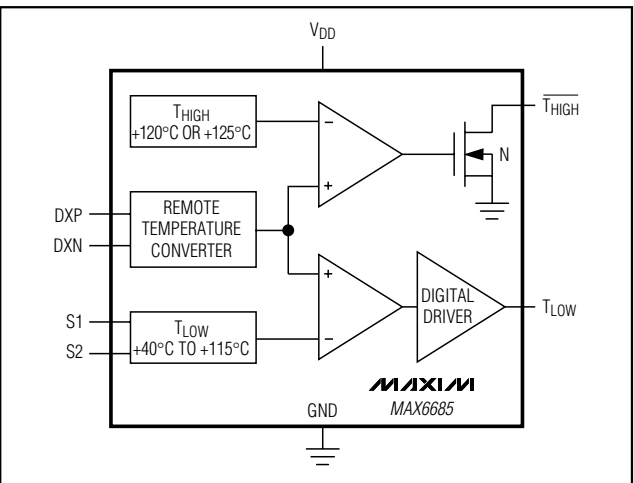 VDD
THIGH
+120°C OR +125°C
THIGH
−
+
N
DXP
DXN
REMOTE
TEMPERATURE
CONVERTER
+
−
DIGITAL
DRIVER
TLOW
S1
S2
TLOW
+40°C TO +115°C
MAXIM
MAX6685
GND